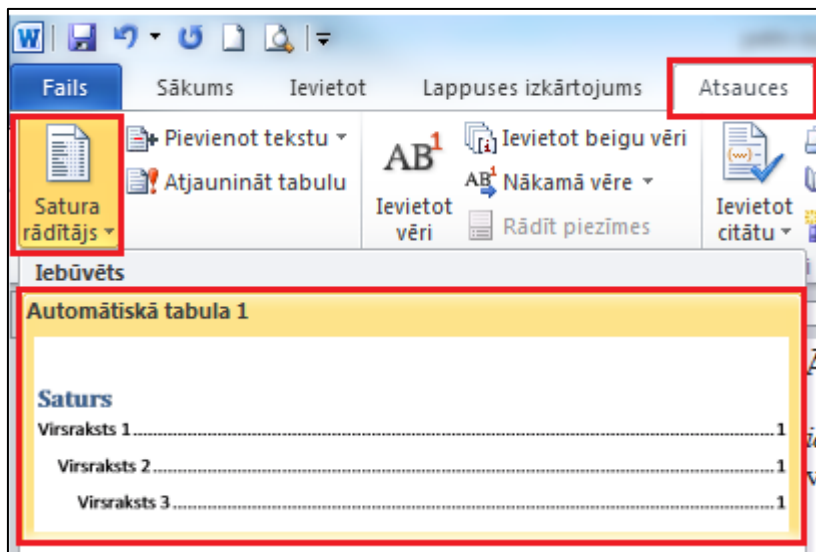 W
Fails Sākums Ievietot Lappuses izkārtojums Atsauces
Satura
rādītājs
Pievienot tekstu
Atjaunināt tabulu
AB1
Ievietot
vēri
Ievietot beigu vēri
AB1 Nākamā vēre
Rādīt piezīmes
Ievietot
citātu
Iebūvēts
Automātiskā tabula 1
Saturs
Virsraksts 1.....1
Virsraksts 2.....1
Virsraksts 3.....1